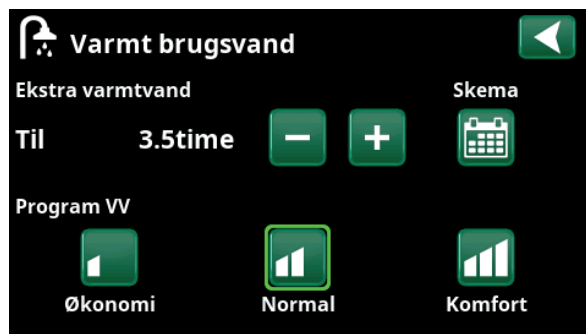 Varmt brugsvand
Ekstra varmtvand Skema
Til 3.5time
Program VV
Økonomi Normal Komfort